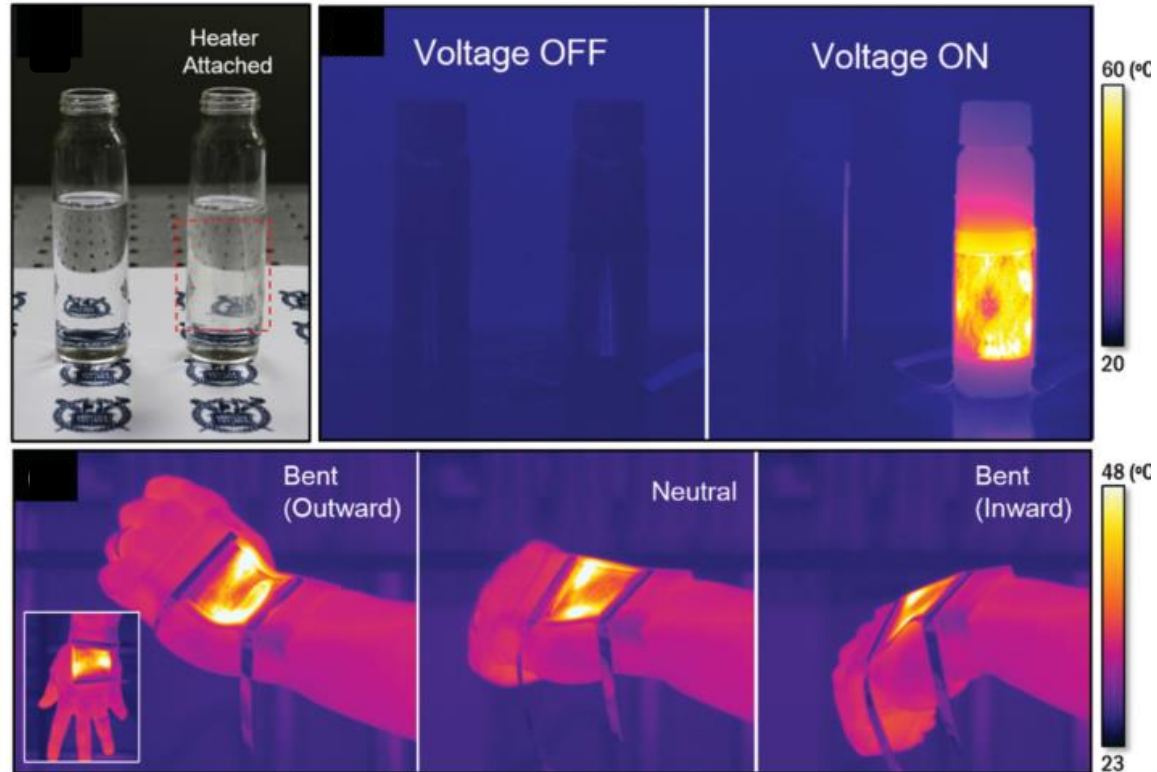 Heater
Attached
Voltage OFF
Voltage ON
60 (ºC
20
Bent
(Outward)
Neutral
Bent
(Inward)
48 (ºC
23